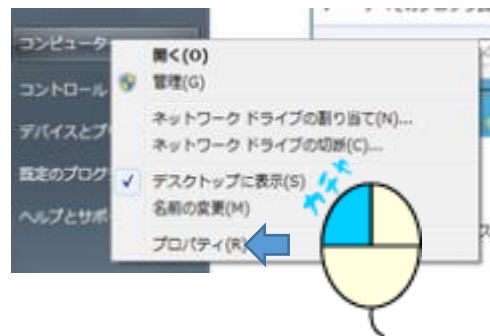 コンピューター
開く(O)
管理(G)
コントロール
ネットワーク ドライブの割り当て(N)...
デバイスとプ
ネットワーク ドライブの切断(C)...
既定のプログ
デスクトップに表示(S)
カチャ
名前の変更(M)
ヘルプとサポ
プロパティ(R)